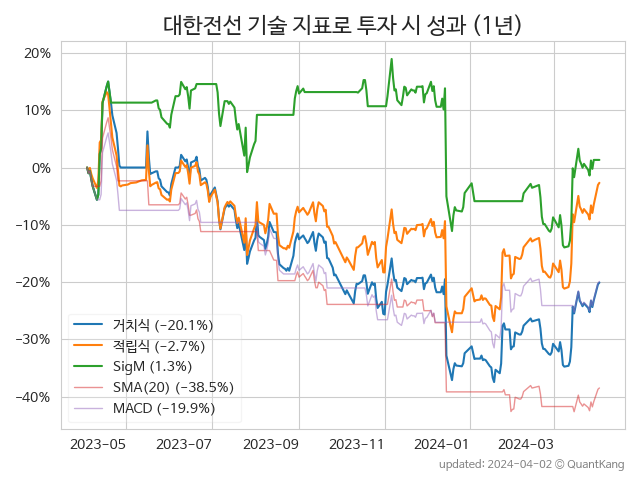 대한전선 기술 지표로 투자 시 성과 (1년)
20%
10%
0%
−10%
−20%
−30%
−40%
거치식 (−20.1%)
적립식 (−2.7%)
SigM (1.3%)
SMA(20) (−38.5%)
MACD (−19.9%)
2023-05 2023-07 2023-09 2023-11 2024-01 2024-03
updated: 2024-04-02 © QuantKang